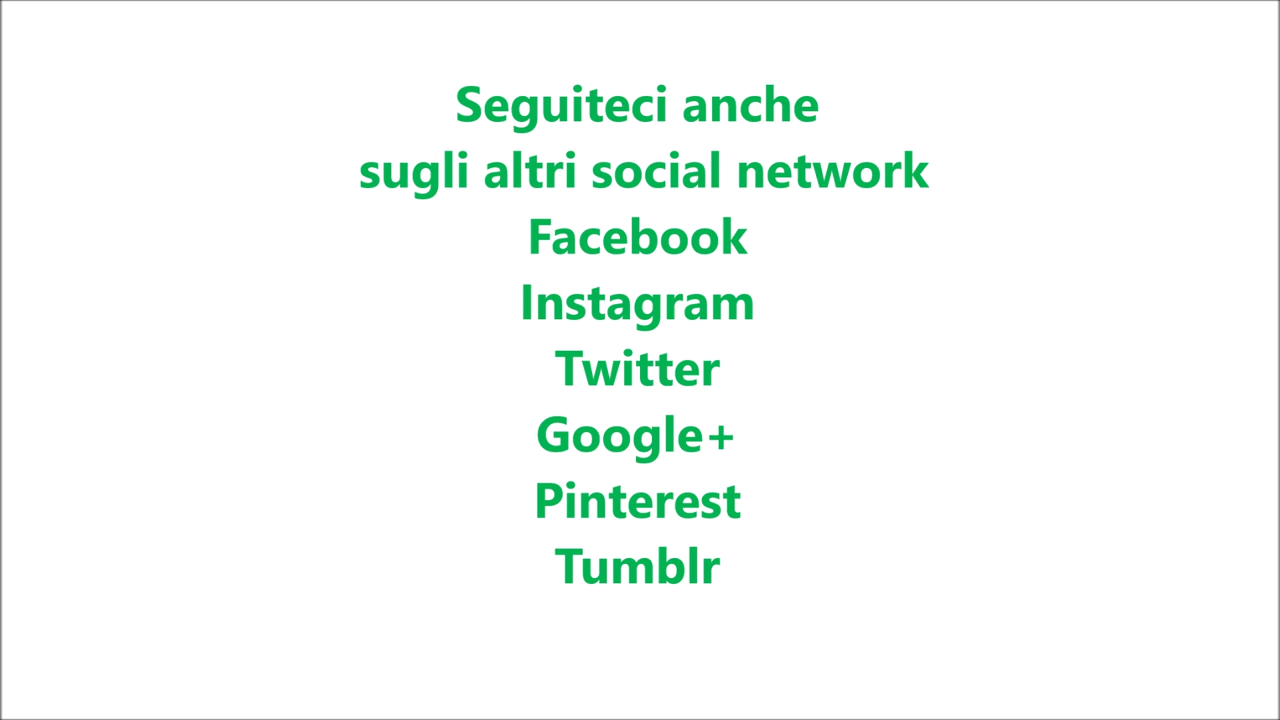 Seguiteci anche
sugli altri social network
Facebook
Instagram
Twitter
Google+
Pinterest
Tumblr